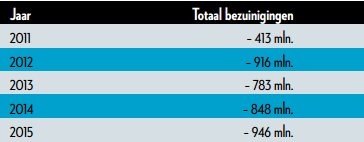 Jaar Totaal bezuinigingen
2011 - 413 mln.
2012 - 916 mln.
2013 - 783 mln.
2014 - 848 mln.
2015 - 946 mln.